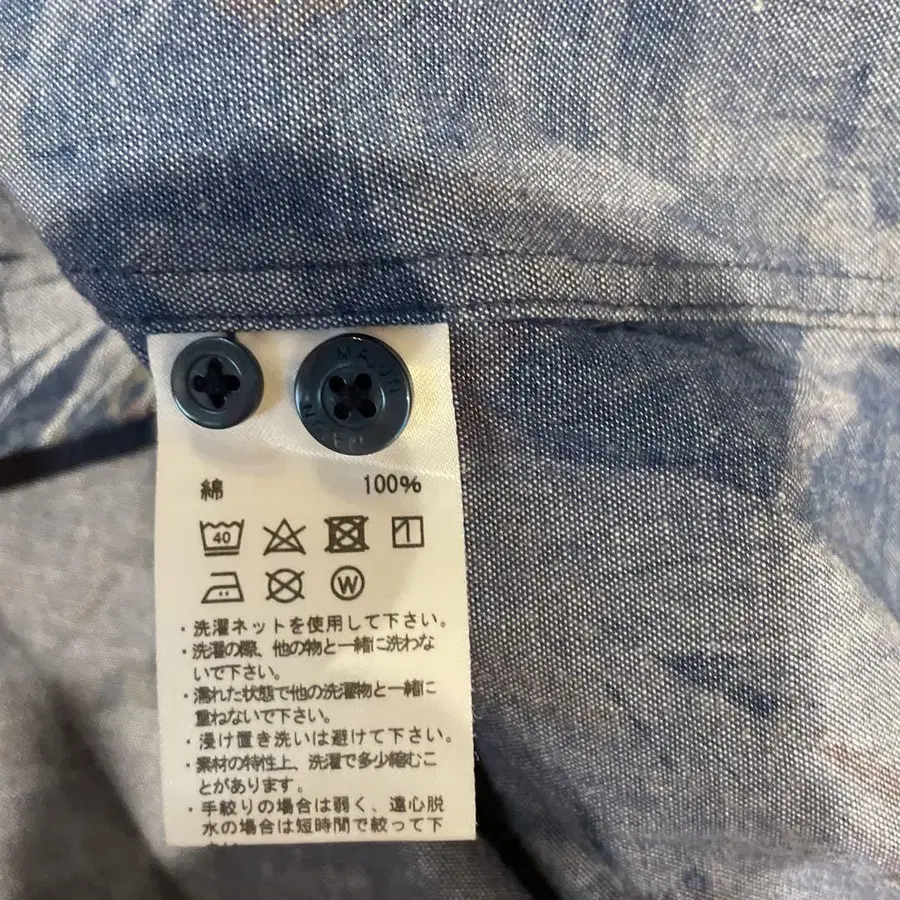 綿 100%
40
W
・洗濯ネットを使用して下さい。
・洗濯の際、他の物と一緒に洗わな
いで下さい。
・濡れた状態で他の洗濯物と一緒に
重ねないで下さい。
・浸け置き洗いは避けて下さい。
・素材の特性上、洗濯で多少縮むこ
とがあります。
・手絞りの場合は弱く、遠心脱
水の場合は短時間で絞って下